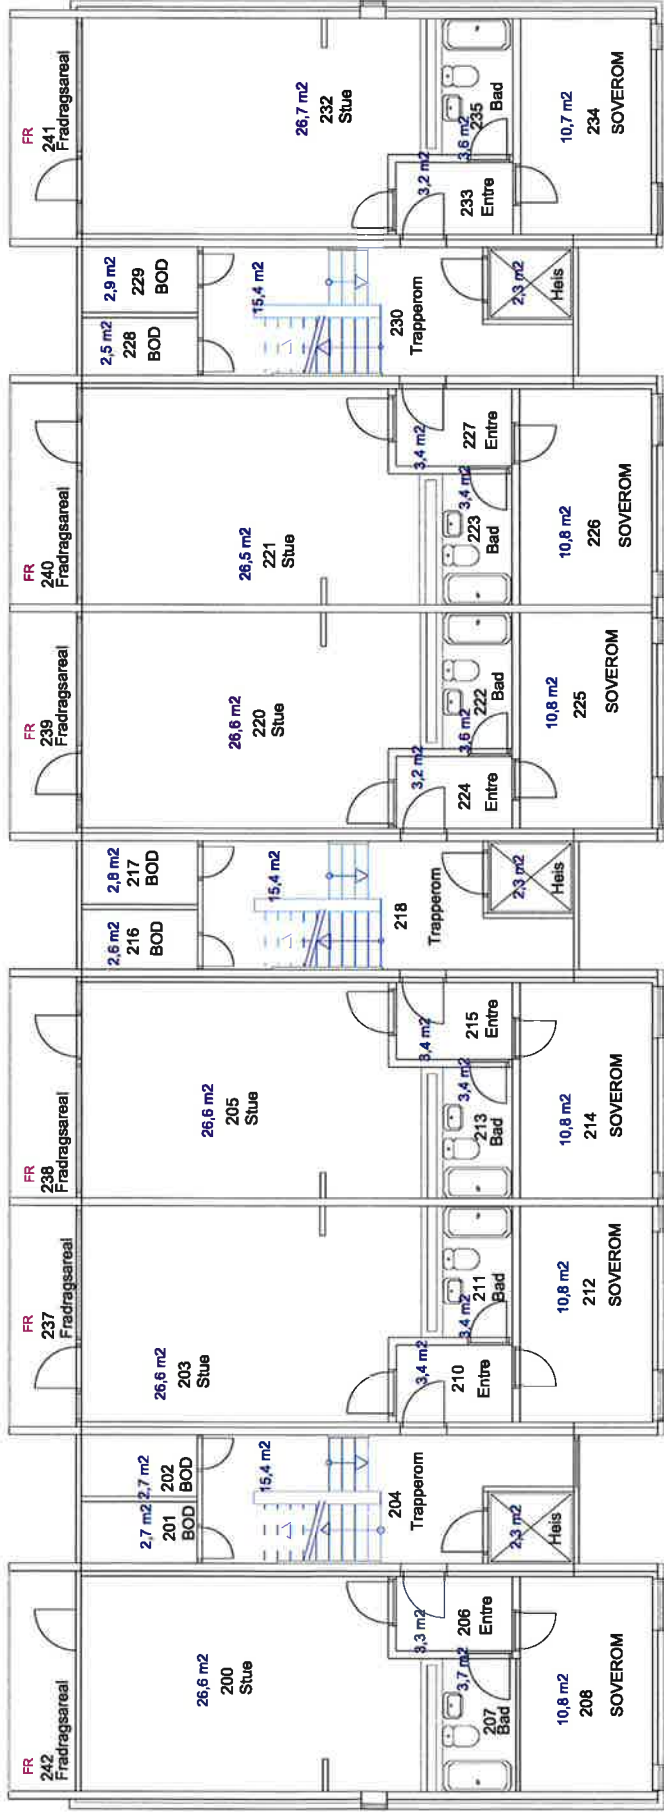 FR
241
Fradragsareal
26,7 m2
232
Stue
3,6 m2
235
Bad
3,2 m2
233
Entre
10,7 m2
234
SOVEROM
2,9 m2
229
BOD
2,5 m2
228
BOD
15,4 m2
230
Trapperom
2,3 m2
Heis
FR
240
Fradragsareal
26,5 m2
221
Stue
3,4 m2
227
Entre
3,4 m2
223
Bad
10,8 m2
226
SOVEROM
FR
239
Fradragsareal
26,6 m2
220
Stue
3,6 m2
222
Bad
3,2 m2
224
Entre
10,8 m2
225
SOVEROM
2,8 m2
217
BOD
2,6 m2
216
BOD
15,4 m2
218
Trapperom
2,3 m2
Heis
FR
238
Fradragsareal
26,6 m2
205
Stue
3,4 m2
215
Entre
3,4 m2
213
Bad
10,8 m2
214
SOVEROM
FR
237
Fradragsareal
26,6 m2
203
Stue
3,4 m2
211
Bad
3,4 m2
210
Entre
10,8 m2
212
SOVEROM
2,7 m2
202
BOD
2,7 m2
201
BOD
15,4 m2
204
Trapperom
2,3 m2
Heis
FR
242
Fradragsareal
26,6 m2
200
Stue
3,3 m2
206
Entre
3,7 m2
207
Bad
10,8 m2
208
SOVEROM